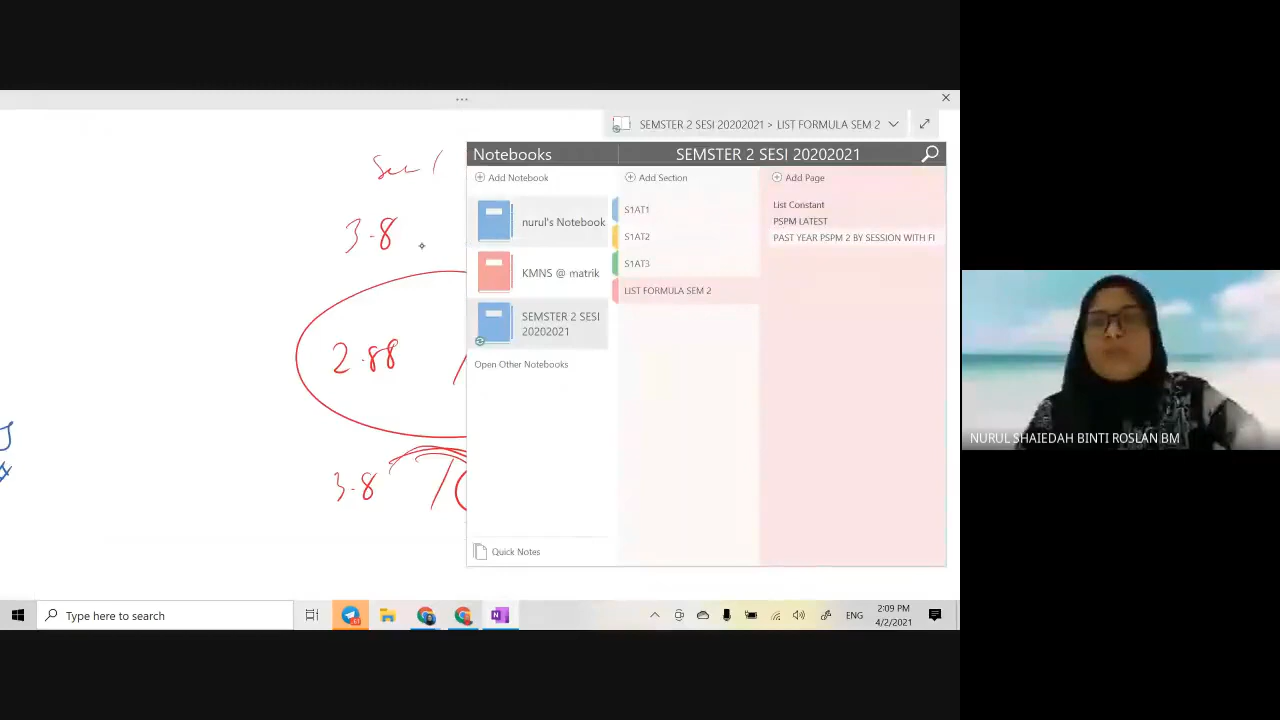 ...
SEMSTER 2 SESI 20202021 > LIST FORMULA SEM 2
Sem 1
3.8
2.88
3.8
Notebooks
SEMSTER 2 SESI 20202021
Add Notebook
Add Section
Add Page
nurul's Notebook
KMNS @ matrik
SEMSTER 2 SESI
20202021
Open Other Notebooks
Quick Notes
S1AT1
S1AT2
S1AT3
LIST FORMULA SEM 2
List Constant
PSPM LATEST
PAST YEAR PSPM 2 BY SESSION WITH FI
NURUL SHAIEDAH BINTI ROSLAN BM
Type here to search
ENG
2:09 PM
4/2/2021